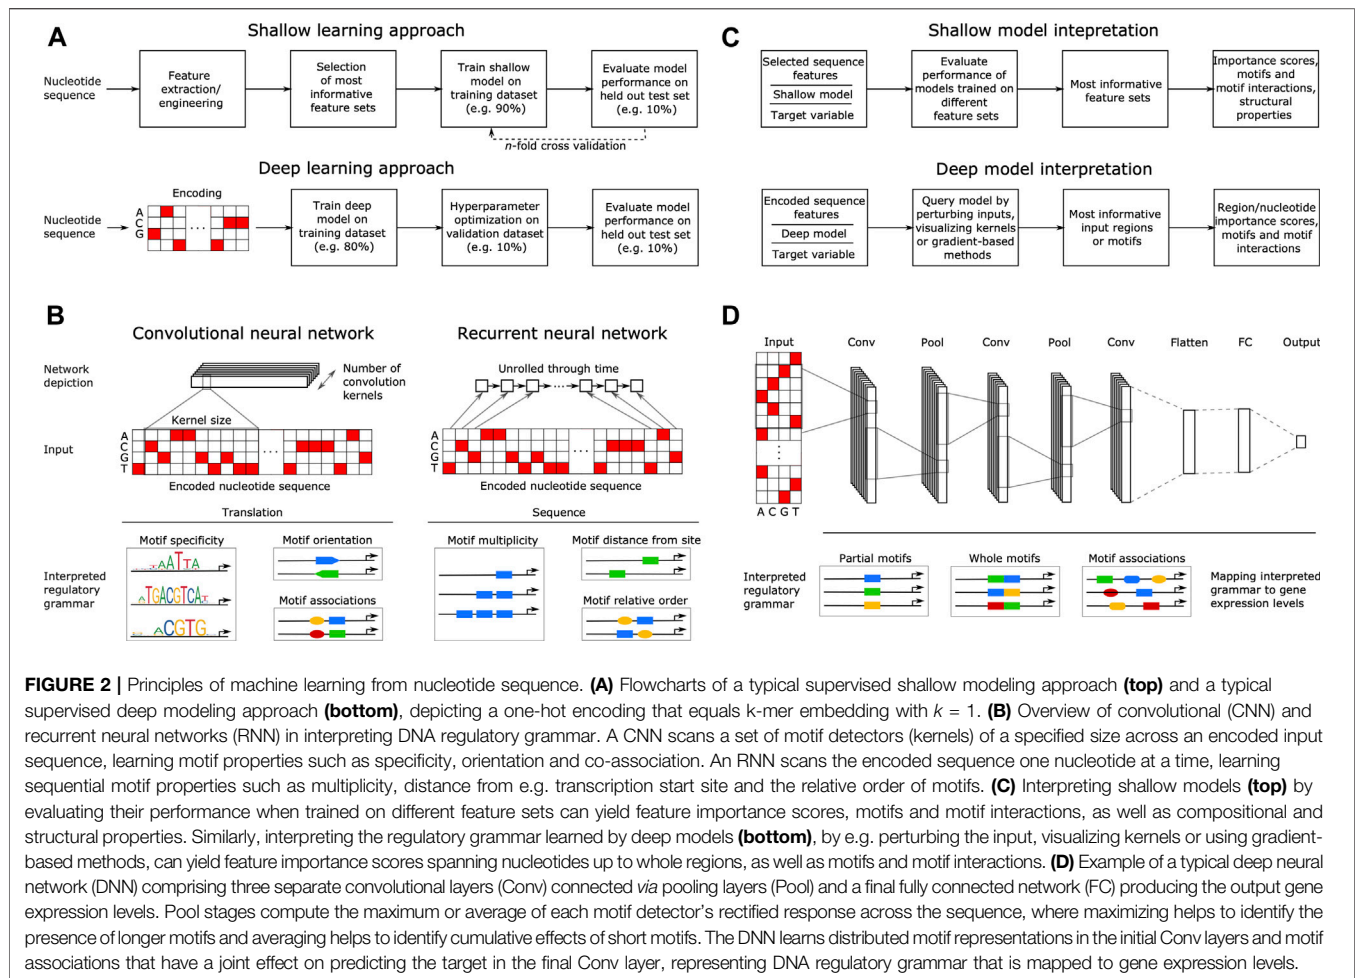 A
Shallow learning approach
Nucleotide
sequence
Feature
extraction/
engineering
Selection
of most
informative
feature sets
Train shallow
model on
training dataset
(e.g. 90%)
Evaluate model
performance on
held out test set
(e.g. 10%)
n-fold cross validation
Deep learning approach
Nucleotide
sequence
Encoding
A
C
G
...
Train deep
model on
training dataset
(e.g. 80%)
Hyperparameter
optimization on
validation dataset
(e.g. 10%)
Evaluate model
performance on
held out test set
(e.g. 10%)
C
Shallow model intepretation
Selected sequence
features
Shallow model
Target variable
Evaluate
performance of
models trained on
different
feature sets
Most informative
feature sets
Importance scores,
motifs and
motif interactions,
structural
properties
Deep model interpretation
Encoded sequence
features
Deep model
Target variable
Query model by
perturbing inputs,
visualizing kernels
or gradient-based
methods
Most informative
input regions
or motifs
Region/nucleotide
importance scores,
motifs and motif
interactions
B
Convolutional neural network
Recurrent neural network
Network
depiction
Number of
convolution
kernels
Unrolled through time
Kernel size
Input
A
C
G
T
...
A
C
G
T
...
Encoded nucleotide sequence
Encoded nucleotide sequence
Translation
Sequence
Interpreted
regulatory
grammar
Motif specificity
AATTA
TGACGTCA
ACGTG
Motif orientation
Motif associations
Motif multiplicity
Motif distance from site
Motif relative order
D
Input
Conv
Pool
Conv
Pool
Conv
Flatten
FC
Output
A C G T
Interpreted
regulatory
grammar
Partial motifs
Whole motifs
Motif associations
Mapping interpreted
grammar to gene
expression levels
FIGURE 2 | Principles of machine learning from nucleotide sequence. (A) Flowcharts of a typical supervised shallow modeling approach (top) and a typical
supervised deep modeling approach (bottom), depicting a one-hot encoding that equals k-mer embedding with k = 1. (B) Overview of convolutional (CNN) and
recurrent neural networks (RNN) in interpreting DNA regulatory grammar. A CNN scans a set of motif detectors (kernels) of a specified size across an encoded input
sequence, learning motif properties such as specificity, orientation and co-association. An RNN scans the encoded sequence one nucleotide at a time, learning
sequential motif properties such as multiplicity, distance from e.g. transcription start site and the relative order of motifs. (C) Interpreting shallow models (top) by
evaluating their performance when trained on different feature sets can yield feature importance scores, motifs and motif interactions, as well as compositional and
structural properties. Similarly, interpreting the regulatory grammar learned by deep models (bottom), by e.g. perturbing the input, visualizing kernels or using gradient-
based methods, can yield feature importance scores spanning nucleotides up to whole regions, as well as motifs and motif interactions. (D) Example of a typical deep neural
network (DNN) comprising three separate convolutional layers (Conv) connected via pooling layers (Pool) and a final fully connected network (FC) producing the output gene
expression levels. Pool stages compute the maximum or average of each motif detector's rectified response across the sequence, where maximizing helps to identify the
presence of longer motifs and averaging helps to identify cumulative effects of short motifs. The DNN learns distributed motif representations in the initial Conv layers and motif
associations that have a joint effect on predicting the target in the final Conv layer, representing DNA regulatory grammar that is mapped to gene expression levels.